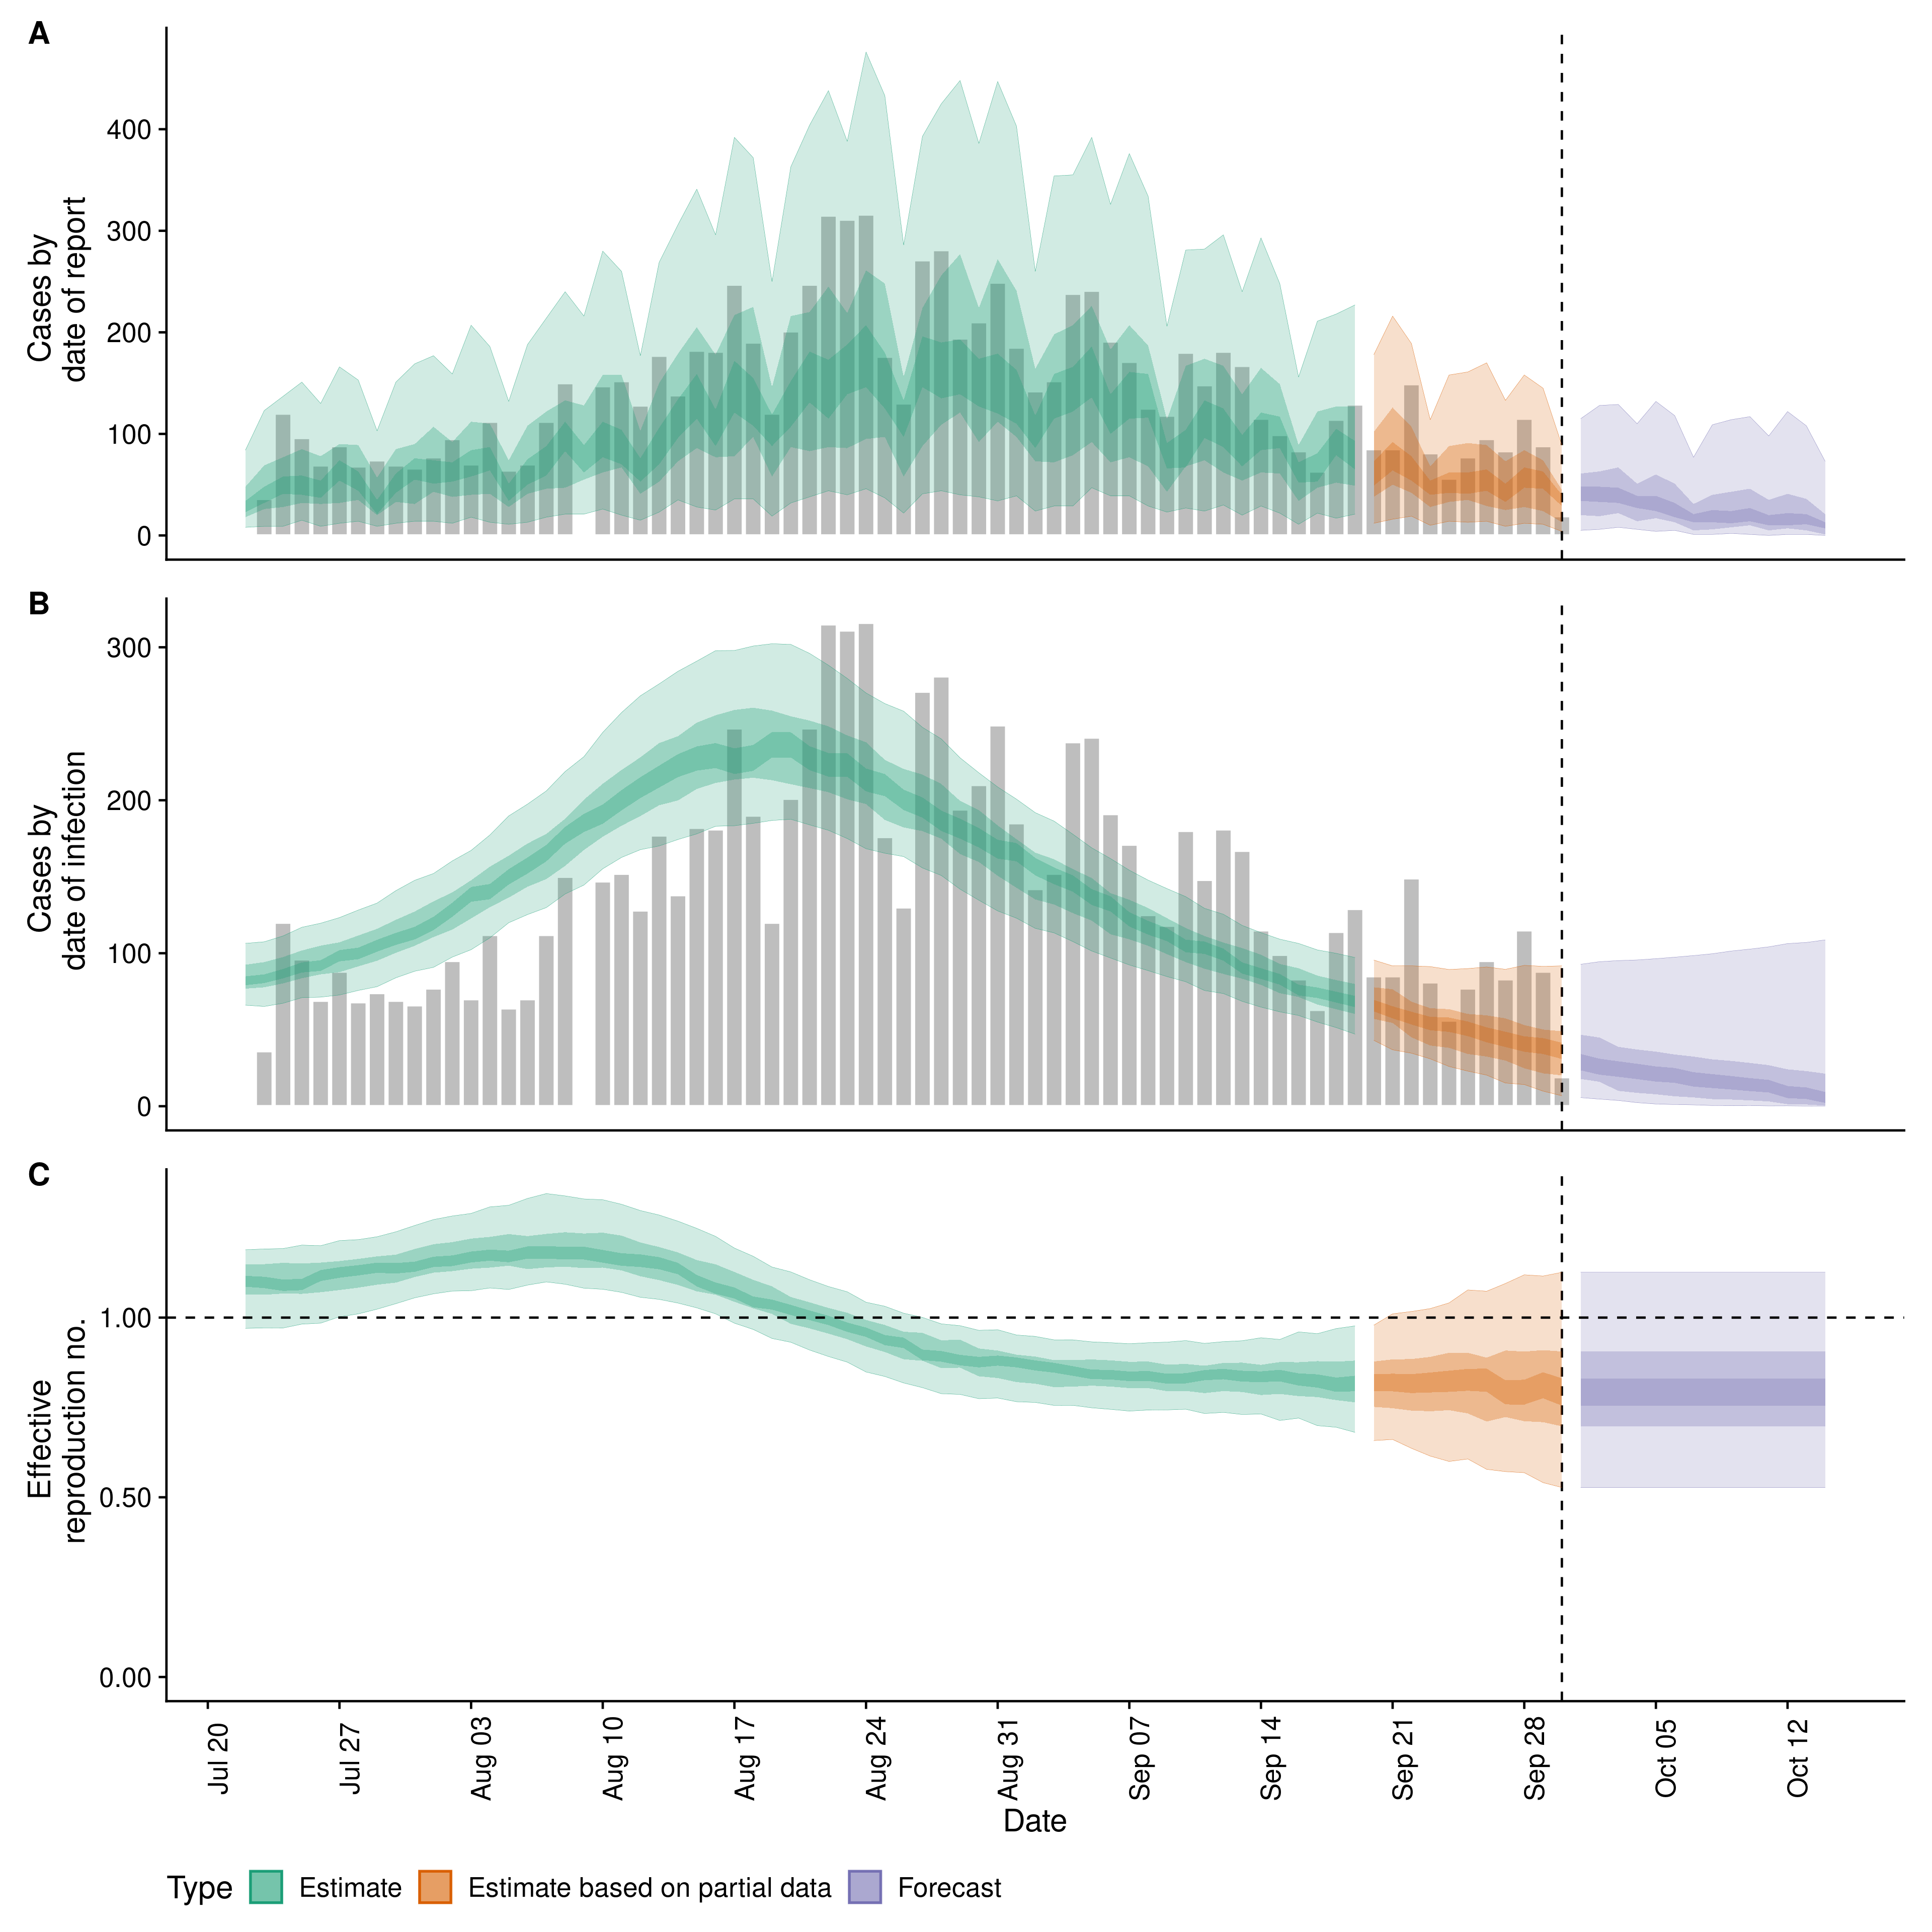 A
Cases by
date of report
400
300
200
100
0
B
Cases by
date of infection
300
200
100
0
C
Effective
reproduction no.
1.00
0.50
0.00
Jul 20
Jul 27
Aug 03
Aug 10
Aug 17
Aug 24
Aug 31
Sep 07
Sep 14
Sep 21
Sep 28
Oct 05
Oct 12
Date
Type Estimate Estimate based on partial data Forecast